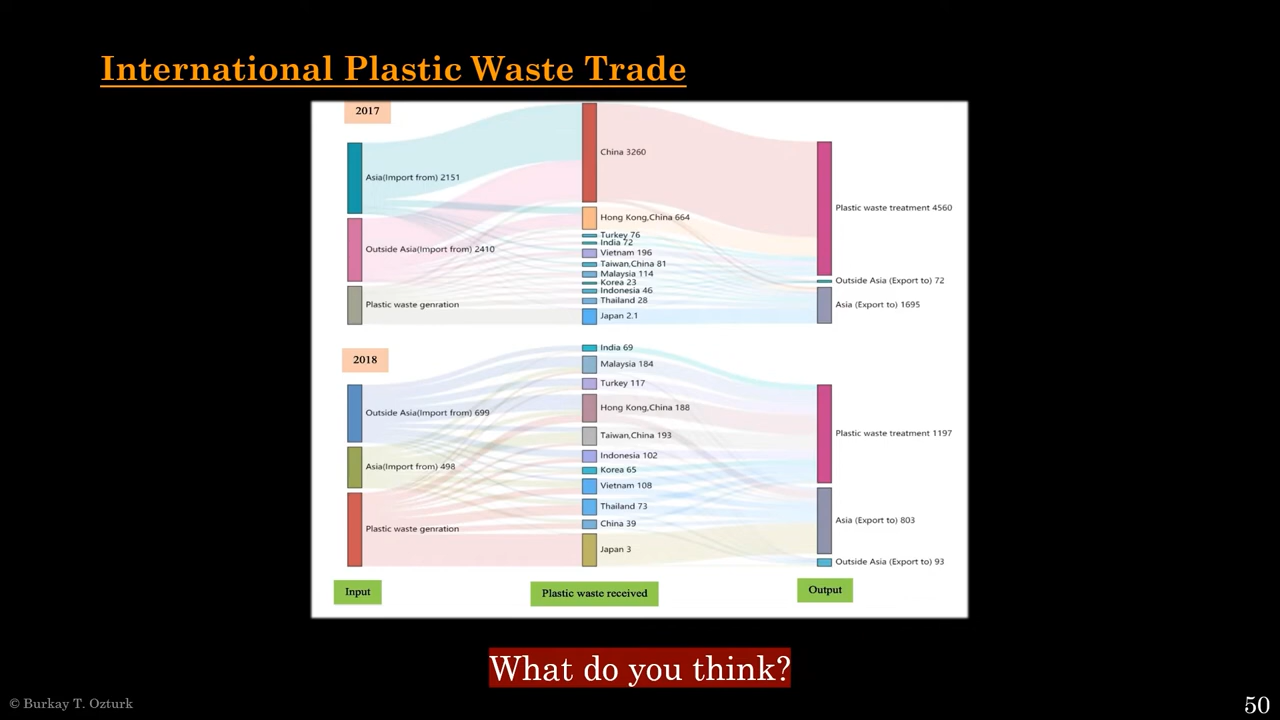 International Plastic Waste Trade
2017
Asia(Import from) 2151
Outside Asia(Import from) 2410
Plastic waste genration
China 3260
Hong Kong,China 664
Turkey 76
India 72
Vietnam 196
Taiwan,China 81
Malaysia 114
Korea 23
Indonesia 46
Thailand 28
Japan 2.1
Plastic waste treatment 4560
Outside Asia (Export to) 72
Asia (Export to) 1695
2018
Outside Asia(Import from) 699
Asia(Import from) 498
Plastic waste genration
India 69
Malaysia 184
Turkey 117
Hong Kong,China 188
Taiwan,China 193
Indonesia 102
Korea 65
Vietnam 108
Thailand 73
China 39
Japan 3
Plastic waste treatment 1197
Asia (Export to) 803
Outside Asia (Export to) 93
Input
Plastic waste received
Output
What do you think?
© Burkay T. Ozturk
50